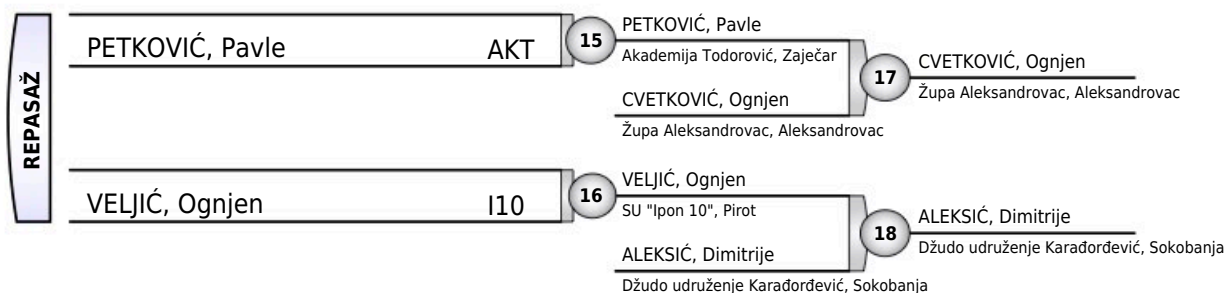 REPASAŽ
PETKOVIĆ, Pavle AKT
15
PETKOVIĆ, Pavle
Akademija Todorović, Zaječar
CVETKOVIĆ, Ognjen
Župa Aleksandrovac, Aleksandrovac
17
CVETKOVIĆ, Ognjen
Župa Aleksandrovac, Aleksandrovac
VELJIĆ, Ognjen I10
16
VELJIĆ, Ognjen
SU "Ipon 10", Pirot
ALEKSIĆ, Dimitrije
Džudo udruženje Karađorđević, Sokobanja
18
ALEKSIĆ, Dimitrije
Džudo udruženje Karađorđević, Sokobanja